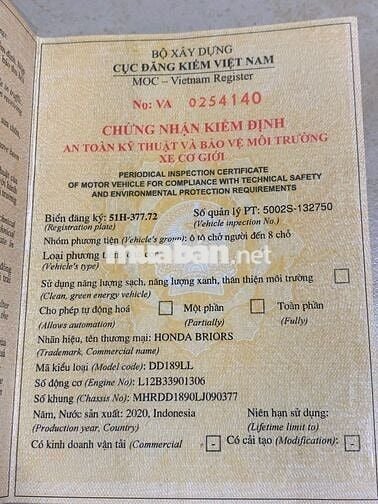 BỘ XÂY DỰNG
CỤC ĐĂNG KIỂM VIỆT NAM
MOC – Vietnam Register
No: VA 0254140
CHỨNG NHẬN KIỂM ĐỊNH
AN TOÀN KỸ THUẬT VÀ BẢO VỆ MÔI TRƯỜNG
XE CƠ GIỚI
PERIODICAL INSPECTION CERTIFICATE
OF MOTOR VEHICLE FOR COMPLIANCE WITH TECHNICAL SAFETY
AND ENVIRONMENTAL PROTECTION REQUIREMENTS
Biển đăng ký: 51H-377.72 Số quản lý PT: 5002S-132750
(Registration plate) (Vehicle inspection No.)
Nhóm phương tiện (Vehicle's group): ô tô chở người đến 8 chỗ
Loại phương tiện: ô tô con
(Vehicle's type)
muaban.net
Sử dụng năng lượng sạch, năng lượng xanh, thân thiện môi trường
(Clean, green energy vehicle)
Cho phép tự động hoá Một phần Toàn phần
(Allows automation) (Partially) (Fully)
Nhãn hiệu, tên thương mại: HONDA BRIORS
(Trademark, Commercial name)
Mã kiểu loại (Model code): DD189LL
Số động cơ (Engine No): L12B33901306
Số khung (Chassis No): MHRDD1890LJ090377
Năm, Nước sản xuất: 2020, Indonesia Niên hạn sử dụng:
(Production year, Country) (Lifetime limit to)
Có kinh doanh vận tải (Commercial - Có cải tạo (Modification): -